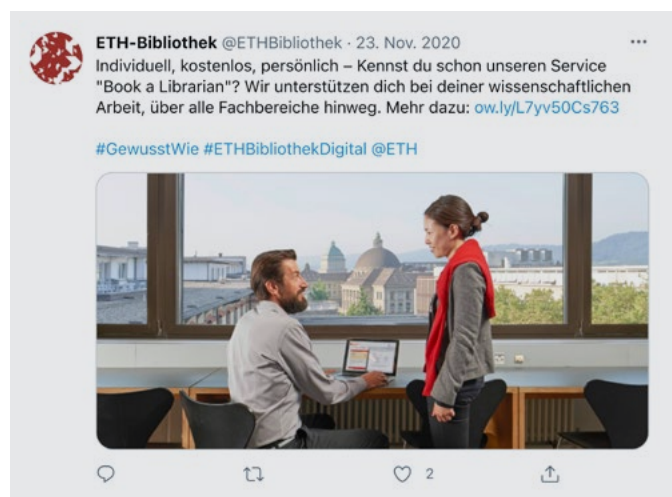 ETH-Bibliothek @ETHBibliothek · 23. Nov. 2020
Individuell, kostenlos, persönlich – Kennst du schon unseren Service
"Book a Librarian"? Wir unterstützen dich bei deiner wissenschaftlichen
Arbeit, über alle Fachbereiche hinweg. Mehr dazu: ow.ly/L7yv50Cs763
#GewusstWie #ETHBibliothekDigital @ETH
2